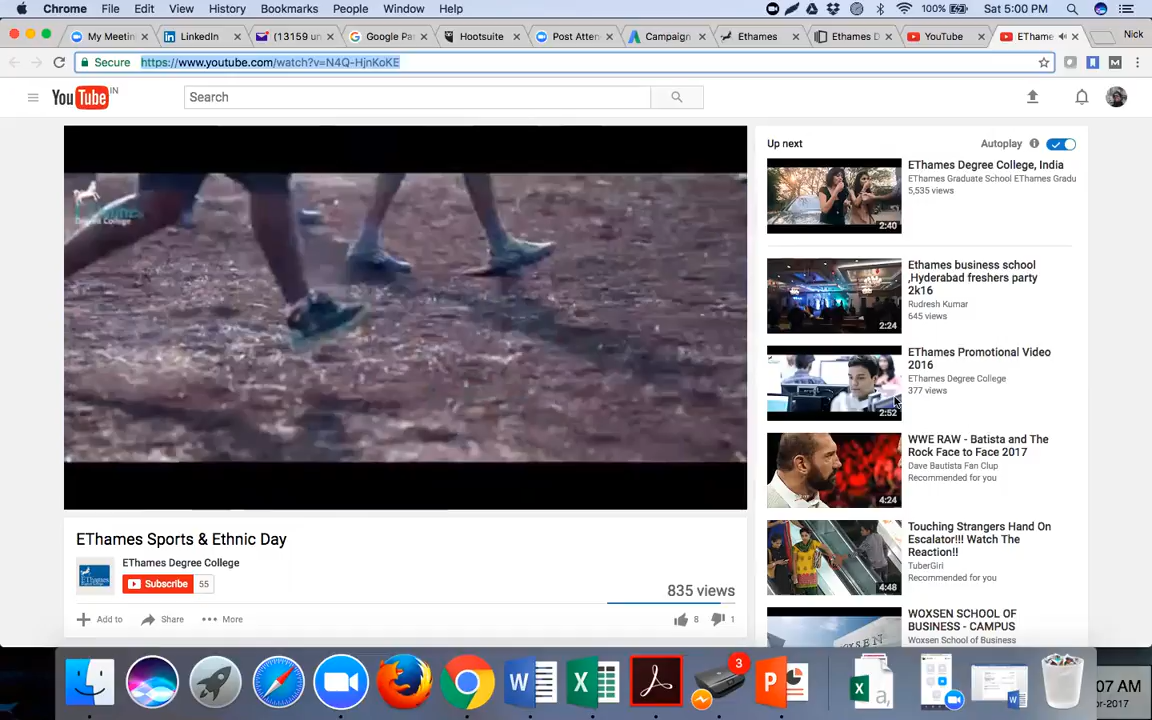 Chrome File Edit View History Bookmarks People Window Help 100% Sat 5:00 PM
My Meetin LinkedIn (13159 un Google Pa Hootsuite Post Atten Campaign Ethames Ethames D YouTube EThame Nick
Secure https://www.youtube.com/watch?v=N4Q-HjnKoKE
YouTube IN Search
Degree College
Up next Autoplay
EThames Degree College, India
EThames Graduate School EThames Gradu
5,535 views
2:40
Ethames business school
,Hyderabad freshers party
2k16
Rudresh Kumar
645 views
2:24
EThames Promotional Video
2016
EThames Degree College
377 views
2:52
WWE RAW - Batista and The
Rock Face to Face 2017
Dave Bautista Fan Clup
Recommended for you
4:24
Touching Strangers Hand On
Escalator!!! Watch The
Reaction!!
TuberGiri
Recommended for you
4:48
WOXSEN SCHOOL OF
BUSINESS - CAMPUS
Woxsen School of Business
EThames Sports & Ethnic Day
EThames Degree College
Subscribe 55
835 views
Add to Share More 8 1
3
07 AM
r-2017